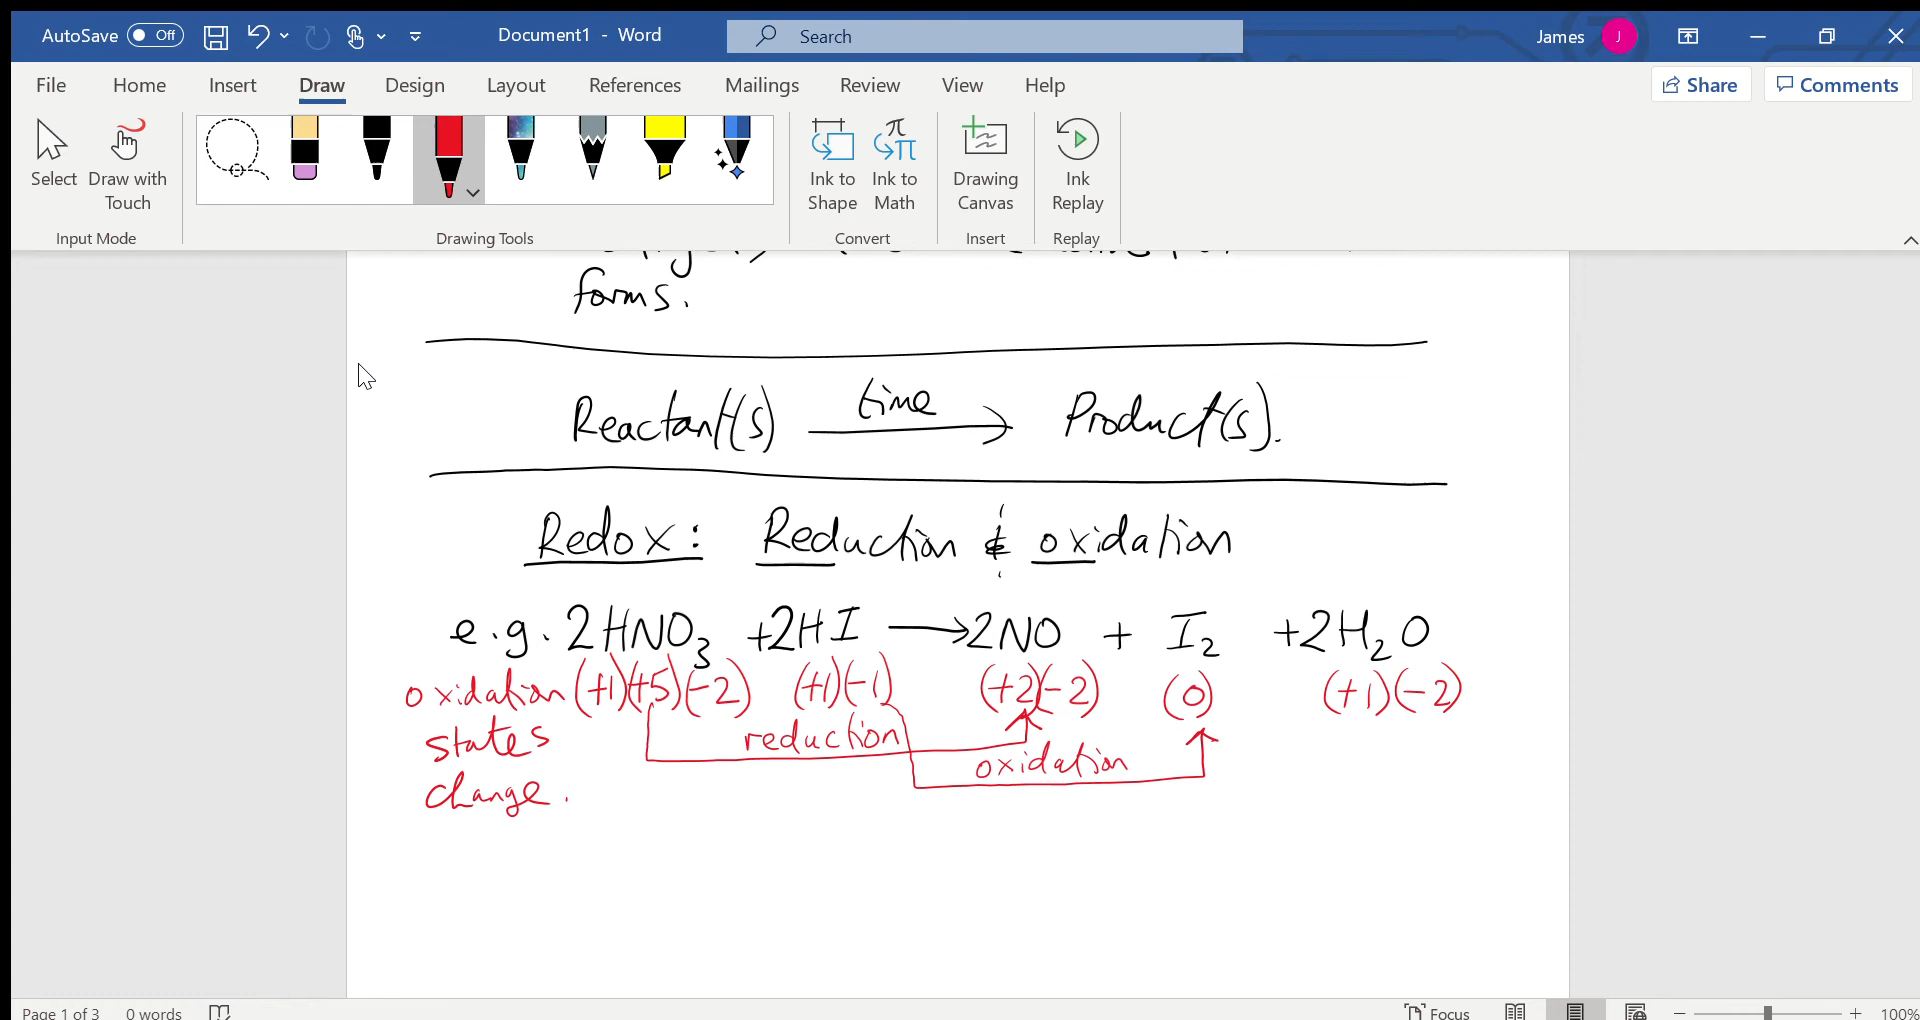 AutoSave Off Document1 - Word Search James J
File Home Insert Draw Design Layout References Mailings Review View Help Share Comments
Select Draw with Touch Ink to Shape Ink to Math Drawing Canvas Ink Replay
Input Mode Drawing Tools Convert Insert Replay
forms.
Reactant(s) time Product(s).
Redox: Reduction & oxidation
e.g. 2HNO₃ +2HI → 2NO + I₂ +2H₂O
oxidation (+1)(+5)(-2) (+1)(-1) (+2)(-2) (0) (+1)(-2)
states reduction
change. oxidation
Page 1 of 3 0 words Focus 100%